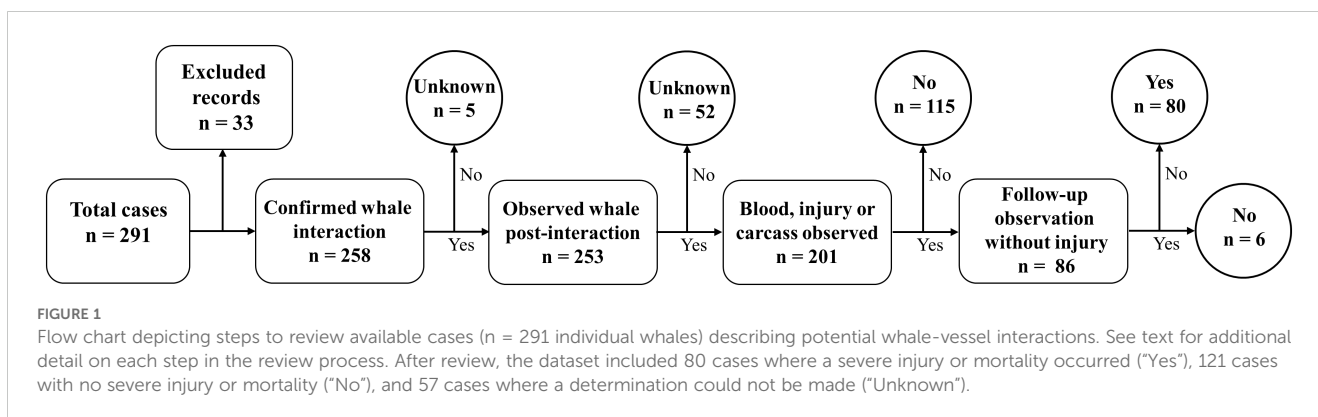 Excluded
records
n = 33
Unknown
n = 5
Unknown
n = 52
No
n = 115
Yes
n = 80
Total cases
n = 291
Confirmed whale
interaction
n = 258
No
Yes
Observed whale
post-interaction
n = 253
No
Yes
Blood, injury or
carcass observed
n = 201
No
Yes
Follow-up
observation
without injury
n = 86
No
Yes
No
n = 6
FIGURE 1
Flow chart depicting steps to review available cases (n = 291 individual whales) describing potential whale-vessel interactions. See text for additional
detail on each step in the review process. After review, the dataset included 80 cases where a severe injury or mortality occurred (“Yes”), 121 cases
with no severe injury or mortality (“No”), and 57 cases where a determination could not be made (“Unknown”).